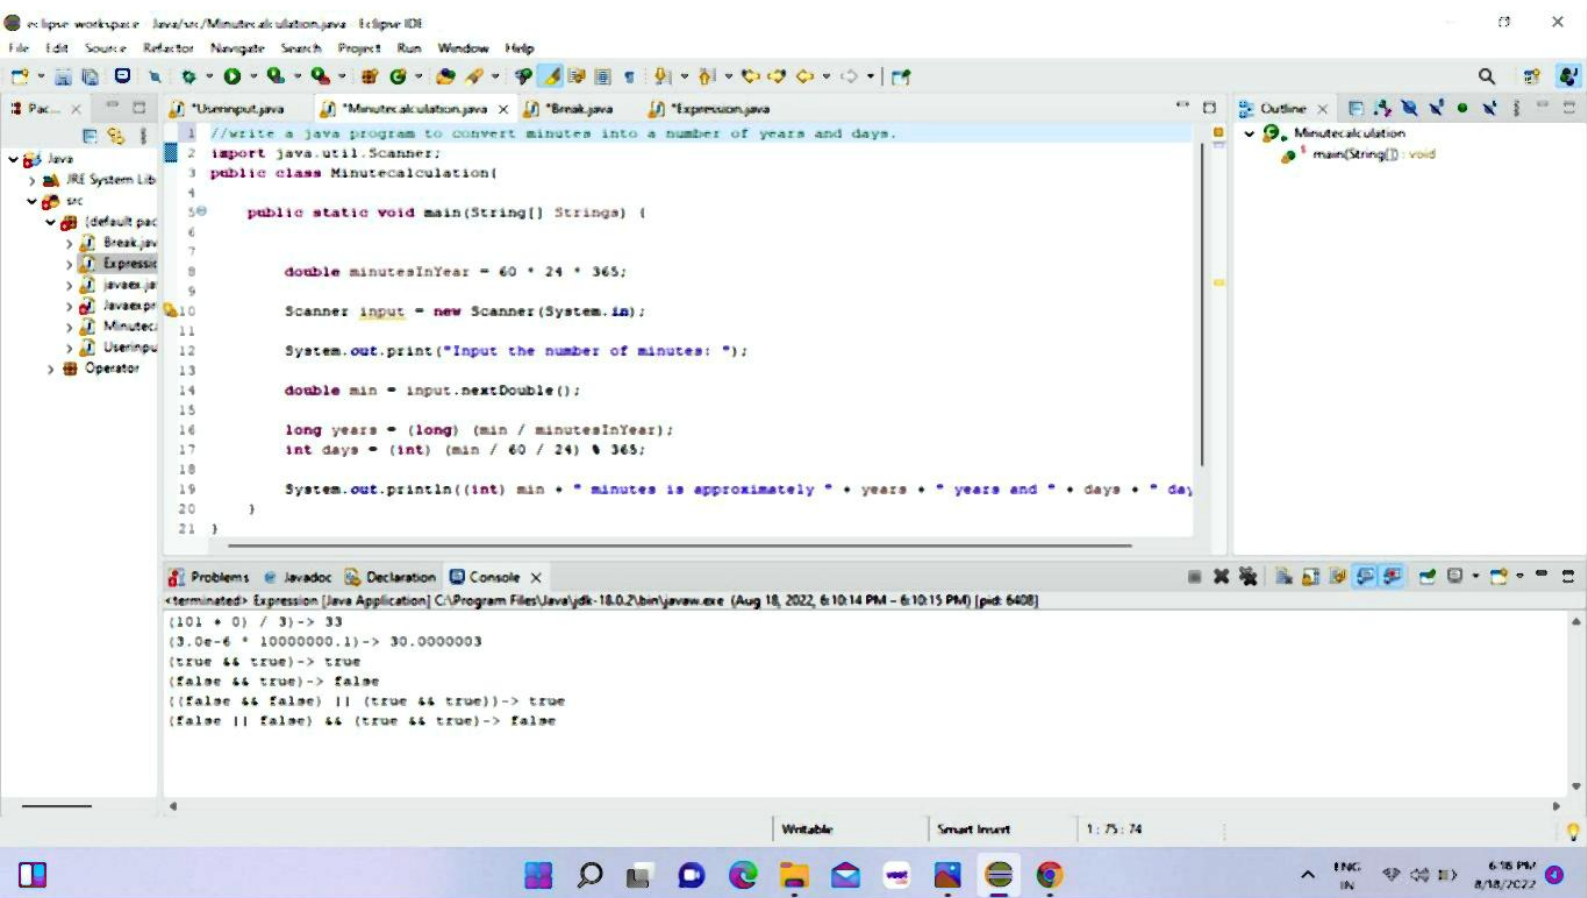 eclipse-workspace - Java/src/Minutecalculation.java - Eclipse IDE
File Edit Source Refactor Navigate Search Project Run Window Help
Pac...
*Userinput.java *Minutecalculation.java *Break.java *Expression.java
Outline
Java
JRE System Lib
src
(default pac
Break.jav
Expressio
javaex.ja
Javaexpr
Minuteca
Userinpu
Operator
1 //write a java program to convert minutes into a number of years and days.
2 import java.util.Scanner;
3 public class Minutecalculation{
4
5 public static void main(String[] Strings) {
6
7
8 double minutesInYear = 60 * 24 * 365;
9
10 Scanner input = new Scanner(System.in);
11
12 System.out.print("Input the number of minutes: ");
13
14 double min = input.nextDouble();
15
16 long years = (long) (min / minutesInYear);
17 int days = (int) (min / 60 / 24) % 365;
18
19 System.out.println((int) min + " minutes is approximately " + years + " years and " + days + " day
20 }
21 }
Minutecalculation
main(String[]) : void
Problems Javadoc Declaration Console
<terminated> Expression [Java Application] C:\Program Files\Java\jdk-18.0.2\bin\javaw.exe (Aug 18, 2022, 6:10:14 PM – 6:10:15 PM) [pid: 6408]
(101 + 0) / 3)-> 33
(3.0e-6 * 10000000.1)-> 30.0000003
(true && true)-> true
(false && true)-> false
((false && false) || (true && true))-> true
(false || false) && (true && true)-> false
Writable Smart Insert 1 : 75 : 74
ENG
IN
6:16 PM
8/18/2022
4